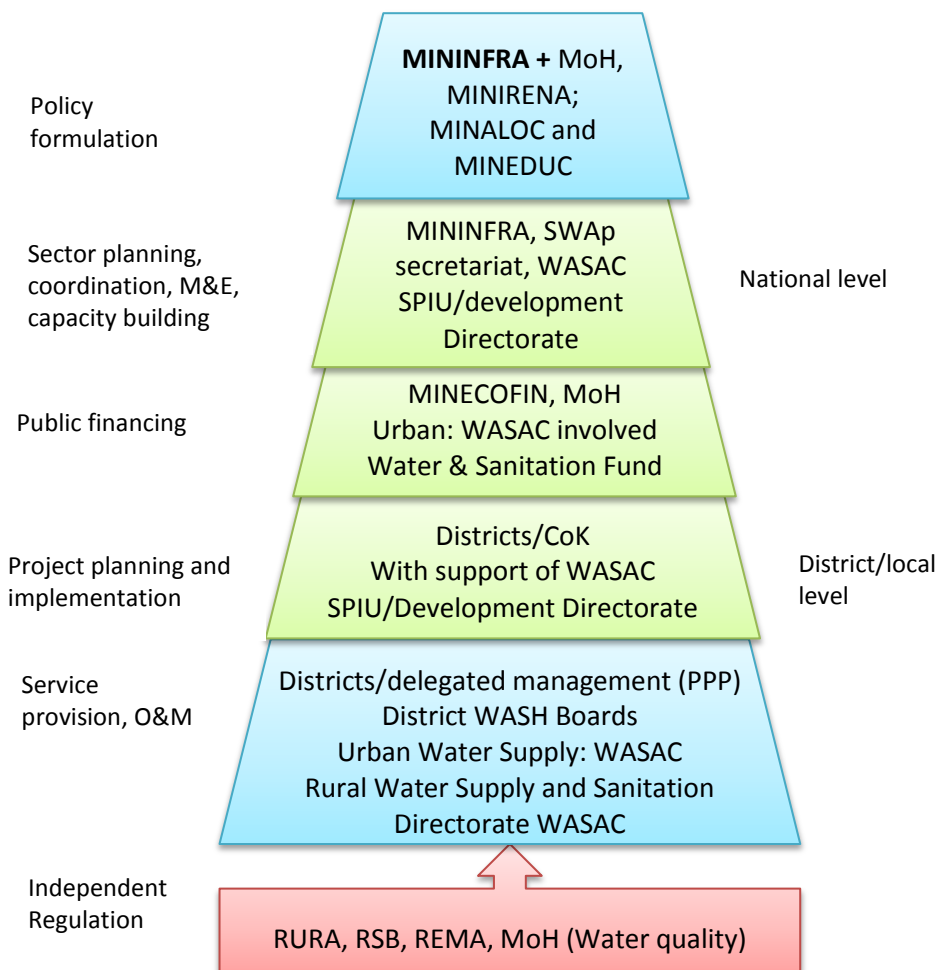 Policy
formulation
MININFRA + MoH,
MINIRENA;
MINALOC and
MINEDUC
Sector planning,
coordination, M&E,
capacity building
MININFRA, SWAp
secretariat, WASAC
SPIU/development
Directorate
National level
Public financing
MINECOFIN, MoH
Urban: WASAC involved
Water & Sanitation Fund
Project planning and
implementation
Districts/CoK
With support of WASAC
SPIU/Development Directorate
District/local
level
Service
provision, O&M
Districts/delegated management (PPP)
District WASH Boards
Urban Water Supply: WASAC
Rural Water Supply and Sanitation
Directorate WASAC
Independent
Regulation
RURA, RSB, REMA, MoH (Water quality)